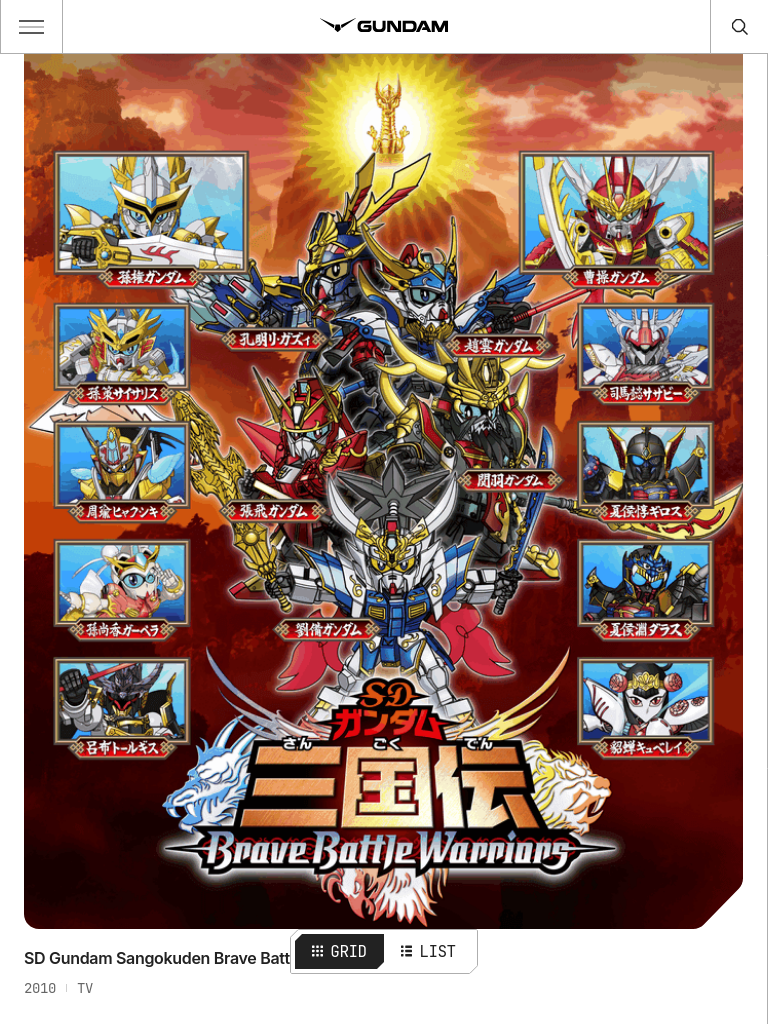 GUNDAM
孫権ガンダム
曹操ガンダム
孔明リ・ガズィ
趙雲ガンダム
孫策サイサリス
司馬懿サザビー
張飛ガンダム
関羽ガンダム
周瑜ヒャクシキ
夏侯惇ギロス
孫尚香ガーベラ
劉備ガンダム
夏侯淵ダラス
呂布トールギス
貂蝉キュベレイ
SD
ガンダム
さんごくでん
三国伝
Brave Battle Warriors
SD Gundam Sangokuden Brave Batt
GRID
LIST
2010
TV